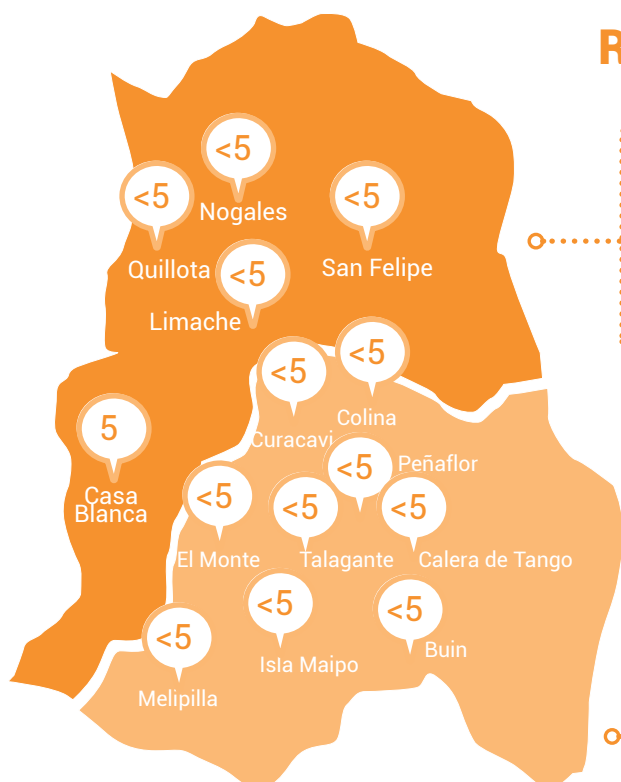 R
<5
Nogales
<5
Quillota
<5
San Felipe
<5
Limache
<5
Colina
<5
Curacavi
5
Casa
Blanca
<5
Peñaflor
<5
El Monte
<5
Talagante
<5
Calera de Tango
<5
Isla Maipo
<5
Buin
<5
Melipilla